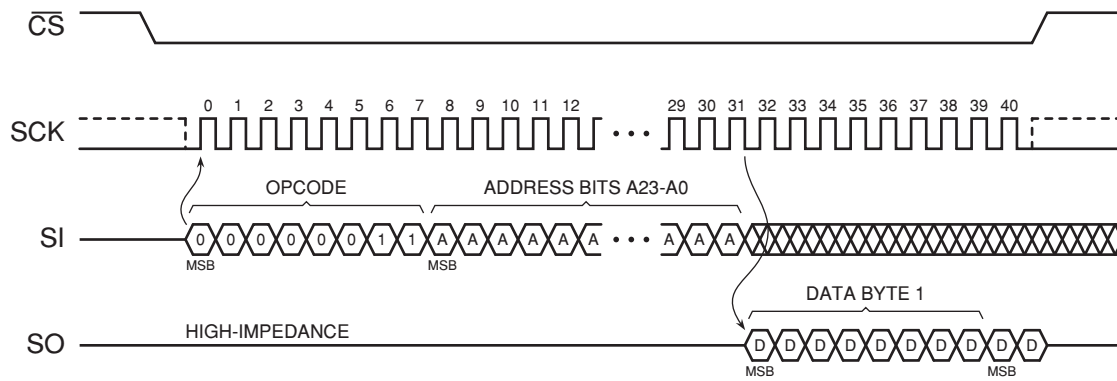 CS
0 1 2 3 4 5 6 7 8 9 10 11 12 29 30 31 32 33 34 35 36 37 38 39 40
SCK
OPCODE ADDRESS BITS A23-A0
SI 0 0 0 0 0 0 1 1 A A A A A A A A A
MSB MSB
DATA BYTE 1
SO HIGH-IMPEDANCE D D D D D D D D D D
MSB MSB